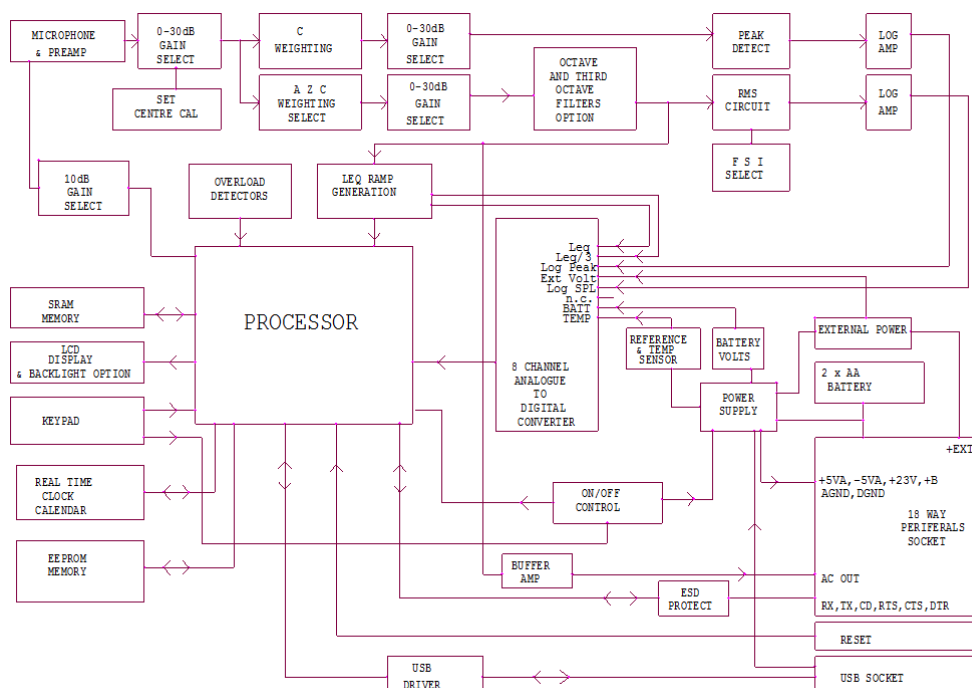 MICROPHONE
& PREAMP
0-30dB
GAIN
SELECT
C
WEIGHTING
0-30dB
GAIN
SELECT
PEAK
DETECT
LOG
AMP
SET
CENTRE CAL
A Z C
WEIGHTING
SELECT
0-30dB
GAIN
SELECT
OCTAVE
AND THIRD
OCTAVE
FILTERS
OPTION
RMS
CIRCUIT
LOG
AMP
F S I
SELECT
10dB
GAIN
SELECT
OVERLOAD
DETECTORS
LEQ RAMP
GENERATION
Leq
Leq/3
Log Peak
Ext Volt
Log SPL
n.c.
BATT
TEMP
8 CHANNEL
ANALOGUE
TO
DIGITAL
CONVERTER
PROCESSOR
SRAM
MEMORY
LCD
DISPLAY
& BACKLIGHT OPTION
KEYPAD
REAL TIME
CLOCK
CALENDAR
EEPROM
MEMORY
REFERENCE
& TEMP
SENSOR
BATTERY
VOLTS
EXTERNAL POWER
2 x AA
BATTERY
POWER
SUPPLY
ON/OFF
CONTROL
+EXT
+5VA,-5VA,+23V,+B
AGND,DGND
18 WAY
PERIFERALS
SOCKET
AC OUT
RX,TX,CD,RTS,CTS,DTR
BUFFER
AMP
ESD
PROTECT
RESET
USB
DRIVER
USB SOCKET